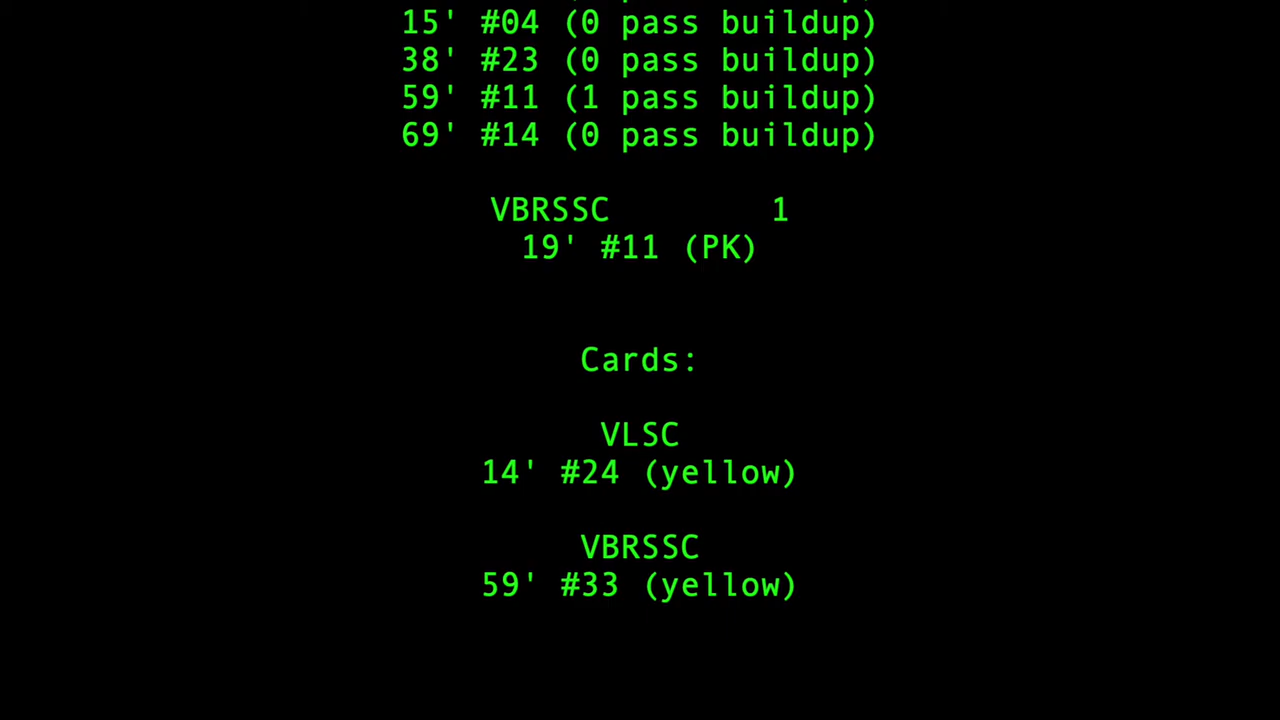 15' #04 (0 pass buildup)
38' #23 (0 pass buildup)
59' #11 (1 pass buildup)
69' #14 (0 pass buildup)
VBRSSC 1
19' #11 (PK)
Cards:
VLSC
14' #24 (yellow)
VBRSSC
59' #33 (yellow)